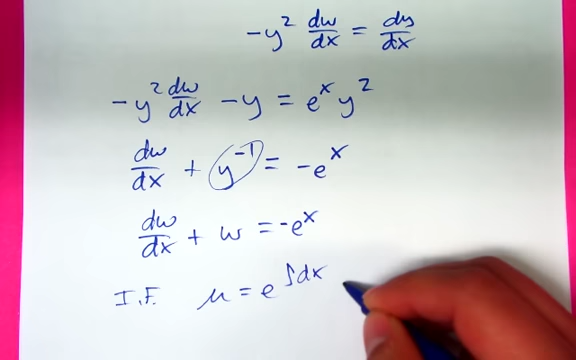 -y² dw/dx = dy/dx
-y² dw/dx - y = eˣ y²
dw/dx + y⁻¹ = -eˣ
dw/dx + w = -eˣ
I.F. μ = e^∫dx